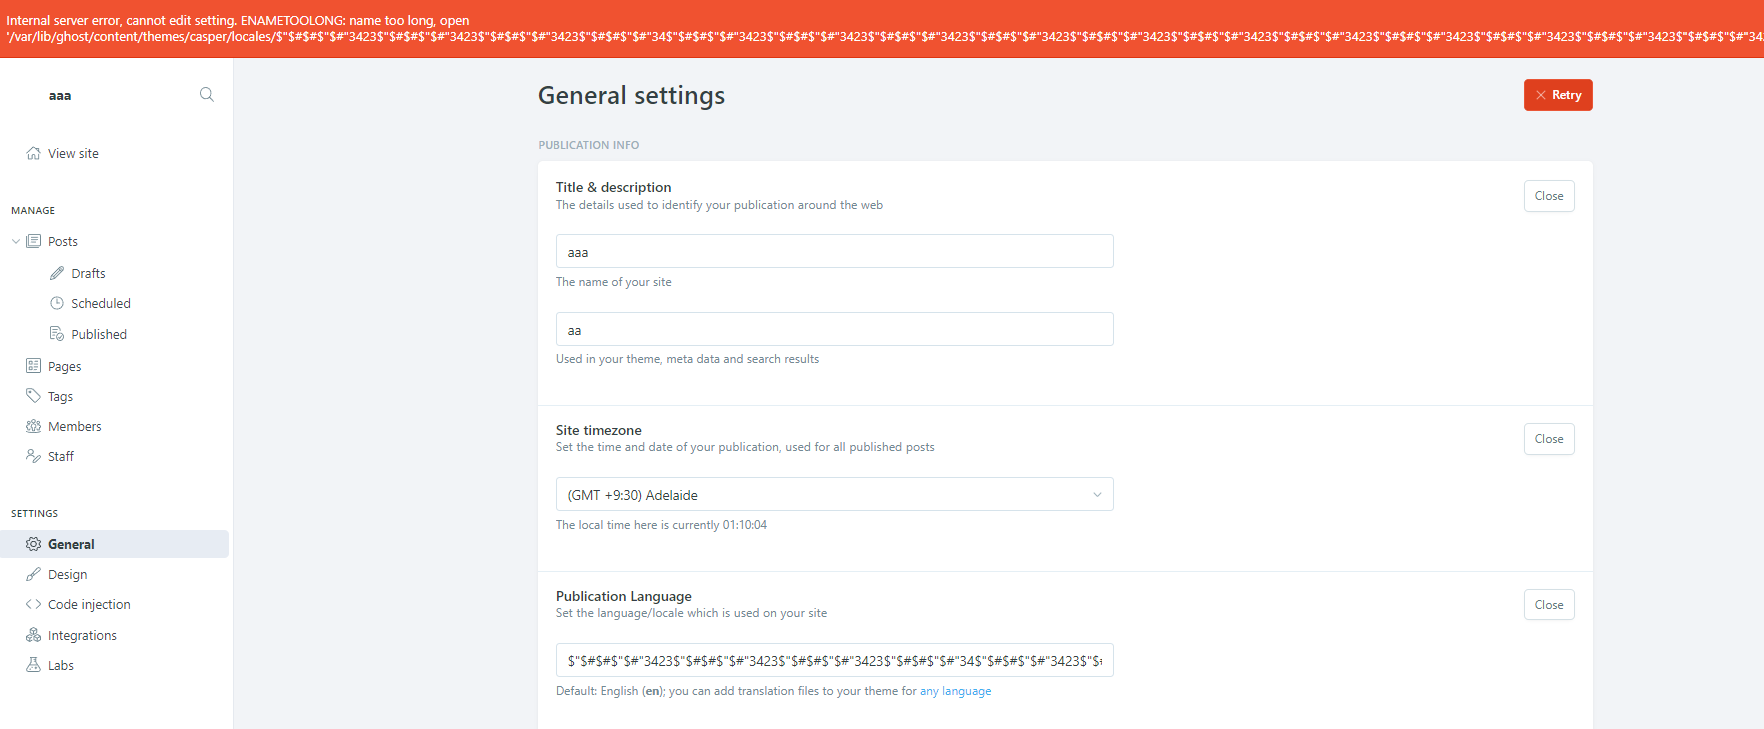 Internal server error, cannot edit setting. ENAMETOOLONG: name too long, open
'/var/lib/ghost/content/themes/casper/locales/$"$#$#$"$#"3423$"$#$#$"$#"3423$"$#$#$"$#"3423$"$#$#$"$#"34$"$#$#$"$#"3423$"$#$#$"$#"3423$"$#$#$"$#"3423$"$#$#$"$#"3423$"$#$#$"$#"3423$"$#$#$"$#"3423$"$#$#$"$#"3423$"$#$#$"$#"3423$"$#$#$"$#"3423$"$#$#$"$#"3423$"$#$#$"$#"34
aaa
General settings
Retry
View site
PUBLICATION INFO
Title & description
The details used to identify your publication around the web
Close
MANAGE
Posts
aaa
Drafts
The name of your site
Scheduled
Published
aa
Used in your theme, meta data and search results
Pages
Tags
Members
Staff
Site timezone
Set the time and date of your publication, used for all published posts
Close
(GMT +9:30) Adelaide
The local time here is currently 01:10:04
SETTINGS
General
Design
Code injection
Integrations
Labs
Publication Language
Set the language/locale which is used on your site
Close
$"$#$#$"$#"3423$"$#$#$"$#"3423$"$#$#$"$#"3423$"$#$#$"$#"34$"$#$#$"$#"3423$"$#
Default: English (en); you can add translation files to your theme for any language